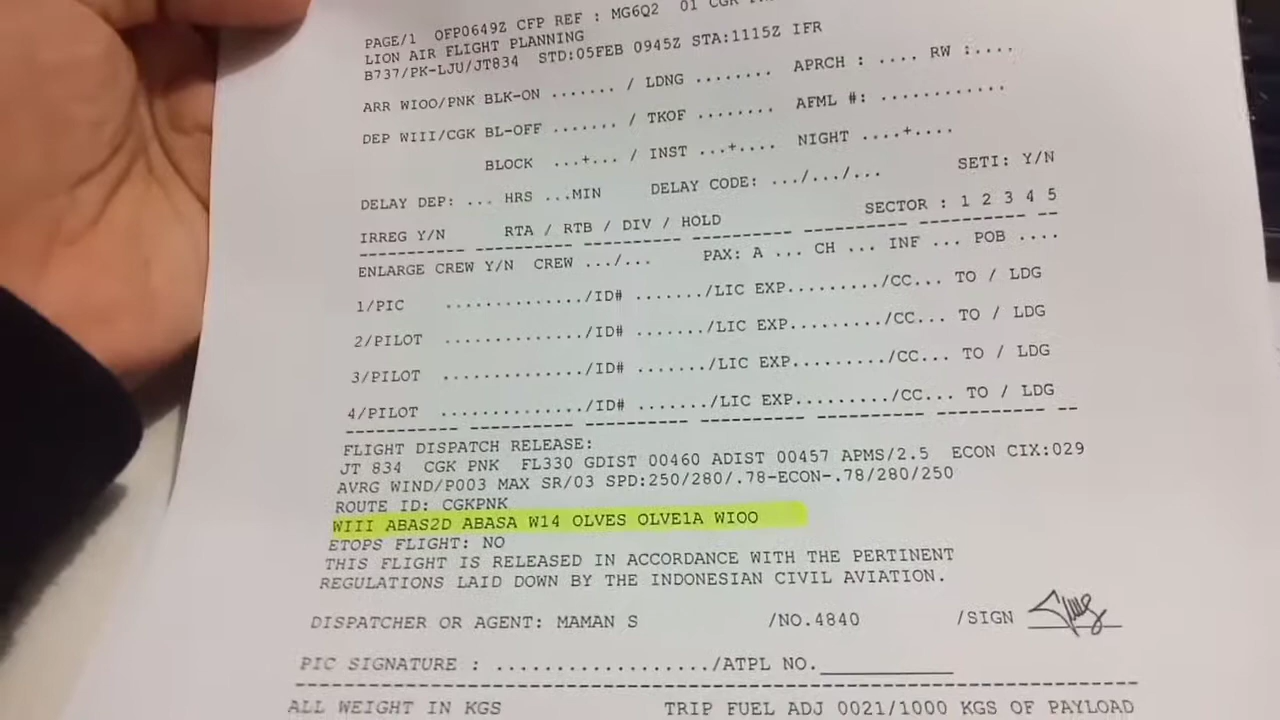 PAGE/1 OFP0649Z CFP REF : MG6Q2 01 CGK
LION AIR FLIGHT PLANNING
B737/PK-LJU/JT834 STD:05FEB 0945Z STA:1115Z IFR
ARR WIOO/PNK BLK-ON ....... / LDNG ........ APRCH : .... RW :....
DEP WIII/CGK BL-OFF ....... / TKOF ........ AFML #: ............
BLOCK ...+... / INST ...+.... NIGHT ....+....
DELAY DEP: ... HRS ...MIN DELAY CODE: .../.../... SETI: Y/N
IRREG Y/N RTA / RTB / DIV / HOLD SECTOR : 1 2 3 4 5
ENLARGE CREW Y/N CREW .../... PAX: A ... CH ... INF ... POB ....
1/PIC ............./ID# ......./LIC EXP........./CC... TO / LDG
2/PILOT ............./ID# ......./LIC EXP........./CC... TO / LDG
3/PILOT ............./ID# ......./LIC EXP........./CC... TO / LDG
4/PILOT ............./ID# ......./LIC EXP........./CC... TO / LDG
FLIGHT DISPATCH RELEASE:
JT 834 CGK PNK FL330 GDIST 00460 ADIST 00457 APMS/2.5 ECON CIX:029
AVRG WIND/P003 MAX SR/03 SPD:250/280/.78-ECON-.78/280/250
ROUTE ID: CGKPNK
WIII ABAS2D ABASA W14 OLVES OLVE1A WIOO
ETOPS FLIGHT: NO
THIS FLIGHT IS RELEASED IN ACCORDANCE WITH THE PERTINENT
REGULATIONS LAID DOWN BY THE INDONESIAN CIVIL AVIATION.
DISPATCHER OR AGENT: MAMAN S /NO.4840 /SIGN
PIC SIGNATURE : .................../ATPL NO.
ALL WEIGHT IN KGS TRIP FUEL ADJ 0021/1000 KGS OF PAYLOAD